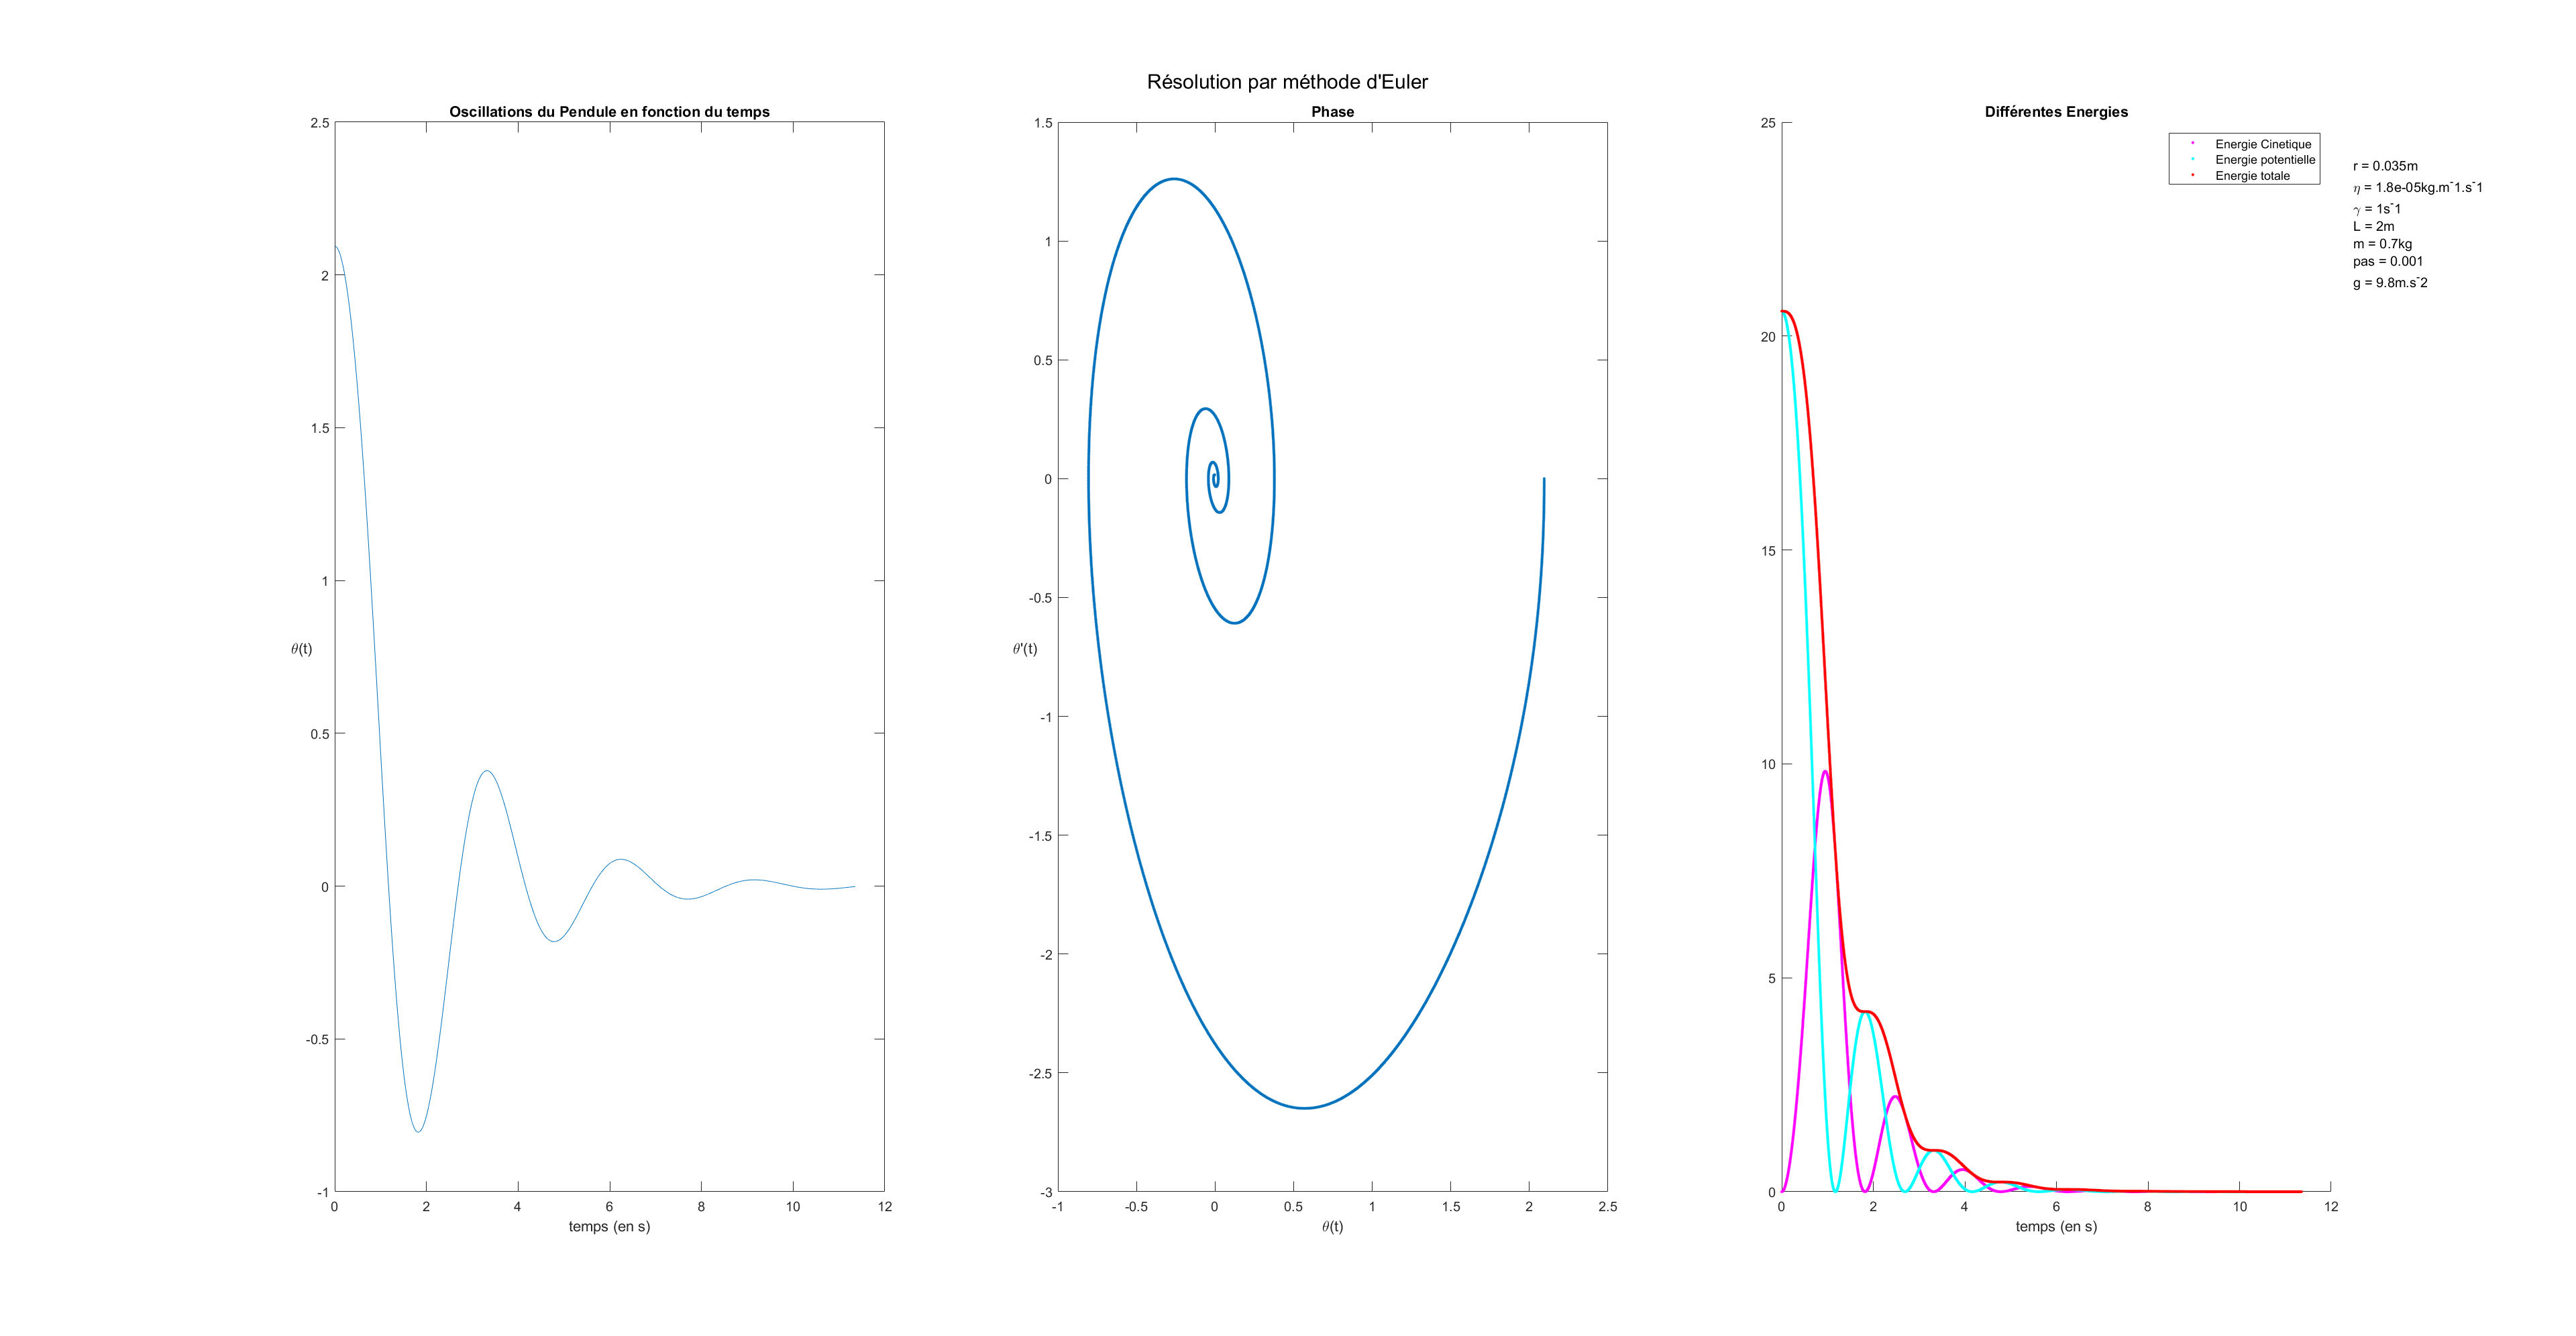 Résolution par méthode d'Euler
Oscillations du Pendule en fonction du temps
2.5
2
1.5
1
0.5
0
-0.5
-1
θ(t)
0 2 4 6 8 10 12
temps (en s)
Phase
1.5
1
0.5
0
-0.5
-1
-1.5
-2
-2.5
-3
θ'(t)
-1 -0.5 0 0.5 1 1.5 2 2.5
θ(t)
Différentes Energies
25
20
15
10
5
0
0 2 4 6 8 10 12
temps (en s)
Energie Cinetique
Energie potentielle
Energie totale
r = 0.035m
η = 1.8e-05kg.m⁻1.s⁻1
γ = 1s⁻1
L = 2m
m = 0.7kg
pas = 0.001
g = 9.8m.s⁻2